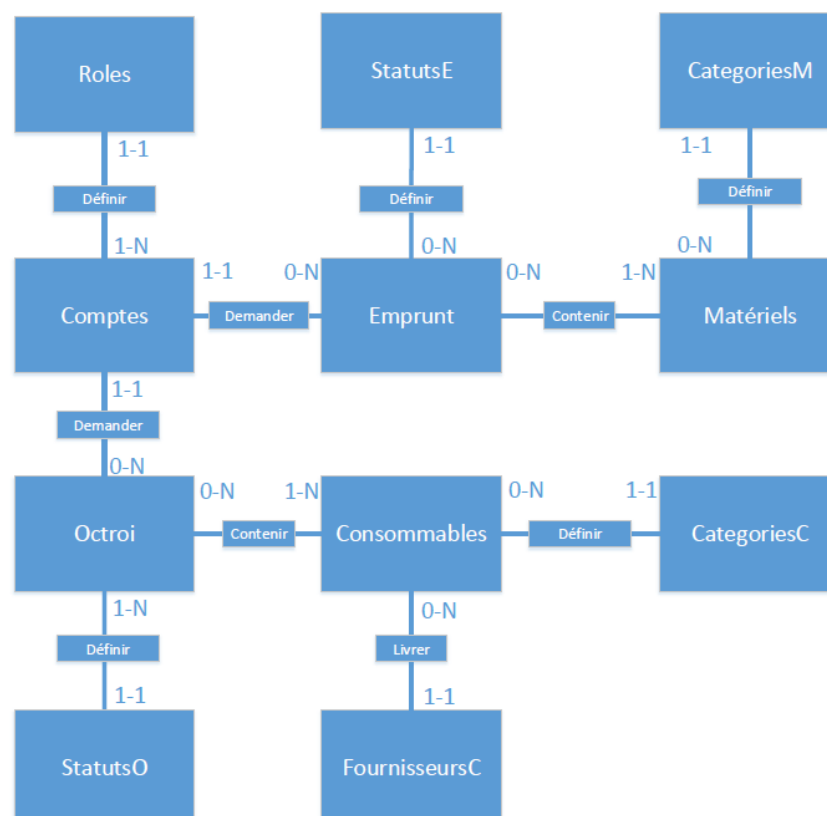 Roles
StatutsE
CategoriesM
1-1
1-1
1-1
Définir
Définir
Définir
1-N
0-N
0-N
1-1
0-N
0-N
1-N
Comptes
Demander
Emprunt
Contenir
Matériels
1-1
Demander
0-N
0-N
1-N
0-N
1-1
Octroi
Contenir
Consommables
Définir
CategoriesC
1-N
0-N
Définir
Livrer
1-1
1-1
StatutsO
FournisseursC